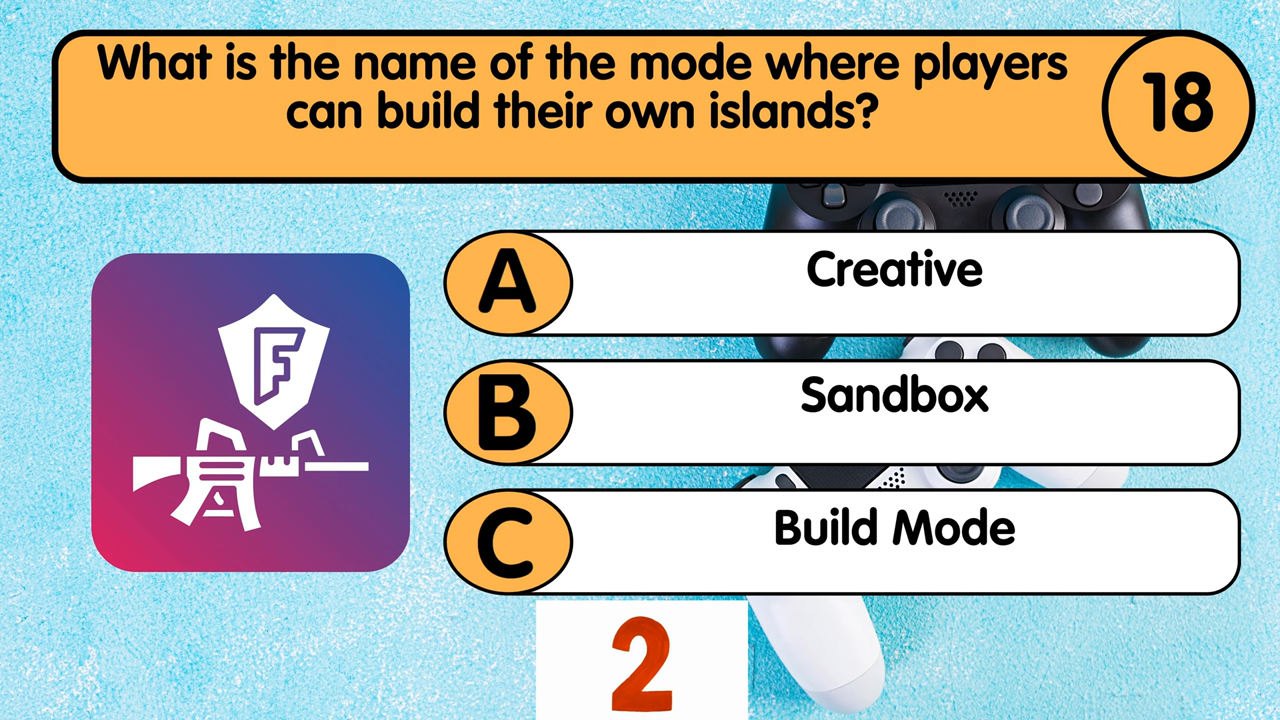 What is the name of the mode where players
can build their own islands?
18
F
A
Creative
B
Sandbox
C
Build Mode
2